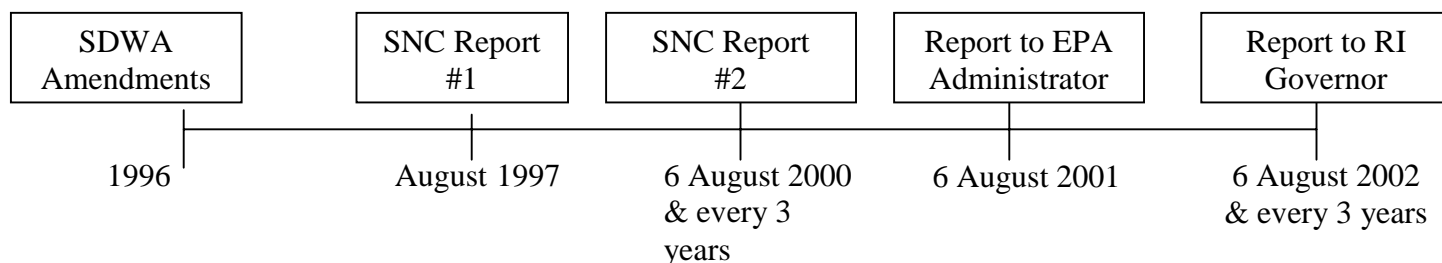 SDWA
Amendments
SNC Report
#1
SNC Report
#2
Report to EPA
Administrator
Report to RI
Governor
1996
August 1997
6 August 2000
& every 3
years
6 August 2001
6 August 2002
& every 3 years